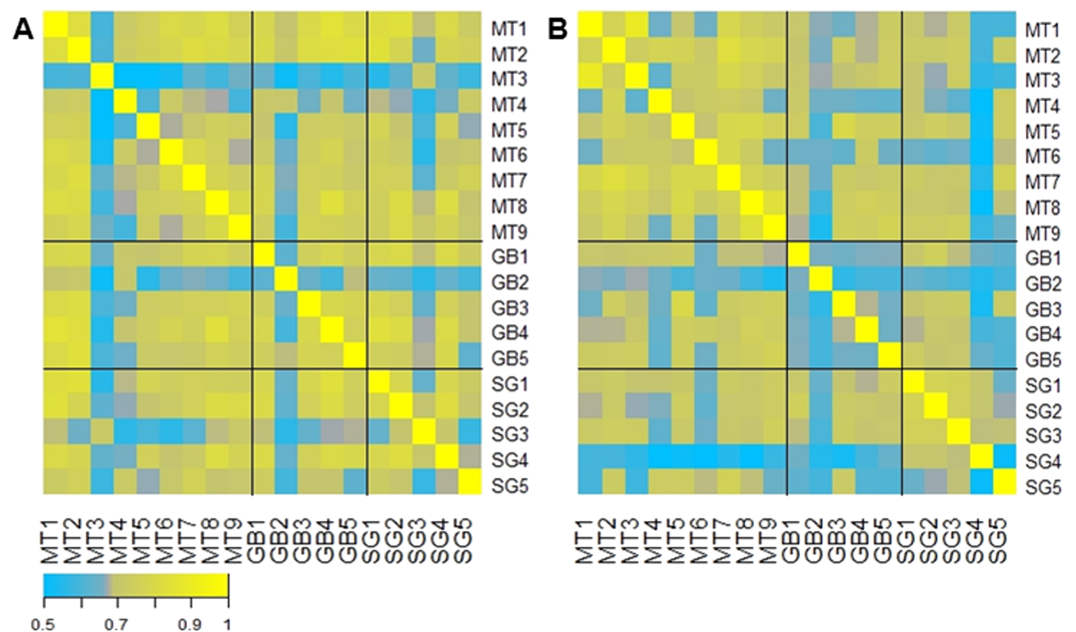 A
B
MT1
MT2
MT3
MT4
MT5
MT6
MT7
MT8
MT9
GB1
GB2
GB3
GB4
GB5
SG1
SG2
SG3
SG4
SG5
MT1
MT2
MT3
MT4
MT5
MT6
MT7
MT8
MT9
GB1
GB2
GB3
GB4
GB5
SG1
SG2
SG3
SG4
SG5
MT1
MT2
MT3
MT4
MT5
MT6
MT7
MT8
MT9
GB1
GB2
GB3
GB4
GB5
SG1
SG2
SG3
SG4
SG5
MT1
MT2
MT3
MT4
MT5
MT6
MT7
MT8
MT9
GB1
GB2
GB3
GB4
GB5
SG1
SG2
SG3
SG4
SG5
0.5 0.7 0.9 1